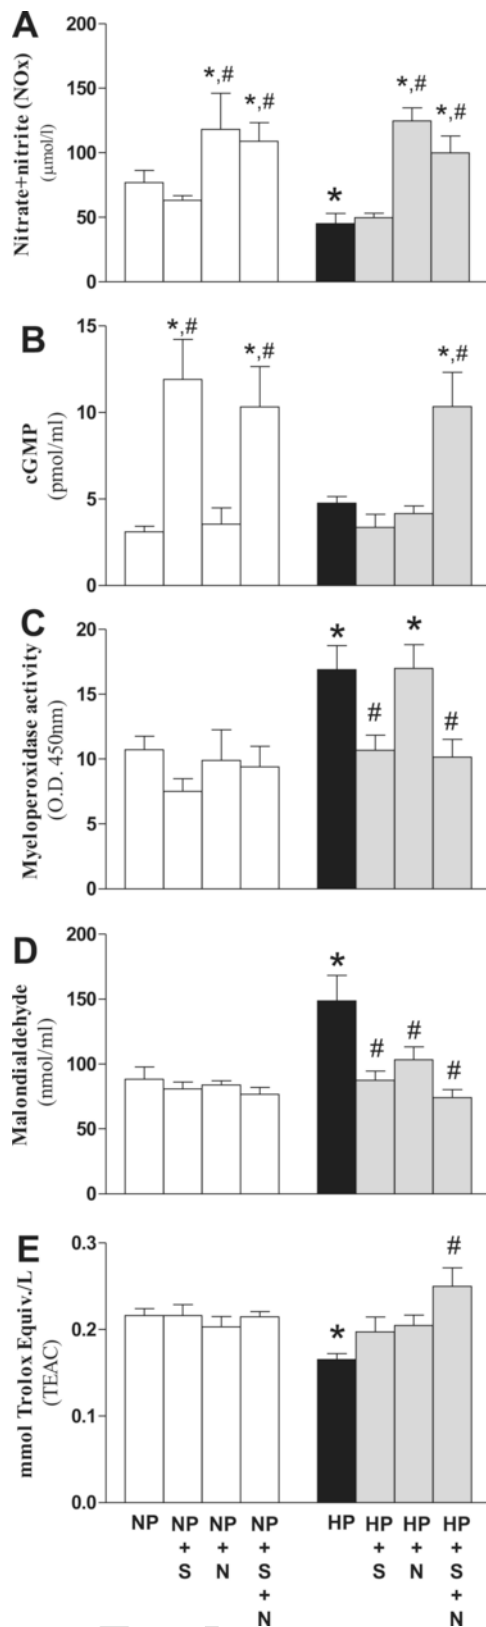 A
Nitrate+nitrite (NOx)
(µmol/l)
200
150
100
50
0
*,#
*,#
*
*,#
*,#
B
cGMP
(pmol/ml)
15
10
5
0
*,#
*,#
*,#
C
Myeloperoxidase activity
(O.D. 450nm)
20
15
10
5
0
*
#
*
#
D
Malondialdehyde
(nmol/ml)
200
150
100
50
0
*
#
#
#
E
mmol Trolox Equiv./L
(TEAC)
0.3
0.2
0.1
0.0
*
#
NP NP NP NP HP HP HP HP
+ + + + + +
S N S S N S
+ +
N N